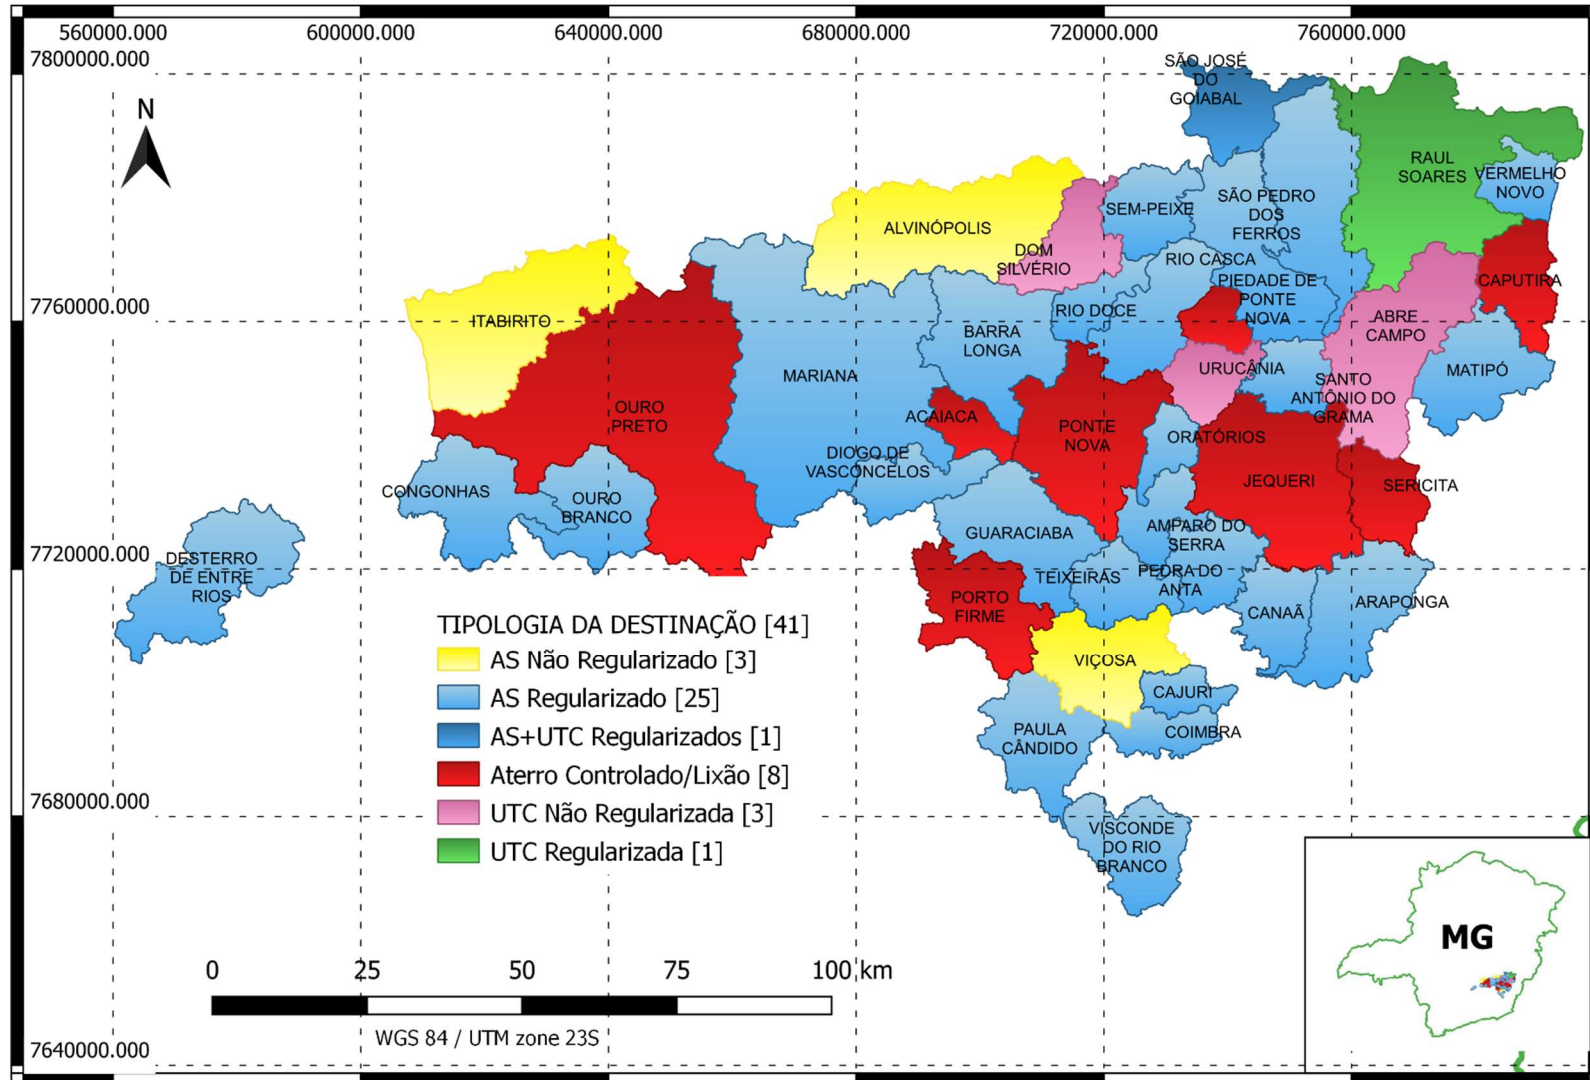 560000.000
600000.000
640000.000
680000.000
7200000.000
760000.000
7800000.000
7760000.000
7720000.000
7680000.000
7640000.000
N
SÃO JOSÉ
DO
GOIABAL
RAUL
SOARES
VERMELHO
NOVO
SEM-PEIXE
SÃO PEDRO
DOS
FERROS
ALVINÓPOLIS
DOM
SILVÉRIO
RIO CASCA
CAPUTIRA
PIEDADE DE
PONTE
NOVA
ITABIRITO
RIO DOCE
ABRE
CAMPO
BARRA
LONGA
MARIANA
URUCÂNIA
MATIPÓ
SANTO
ANTÔNIO DO
GRAMA
OURO
PRETO
ACAIACA
PONTE
NOVA
ORATÓRIOS
DIOGO DE
VASCONCELOS
JEQUERI
SERICITA
CONGONHAS
OURO
BRANCO
GUARACIABA
AMPARO DO
SERRA
DESTERRO
DE ENTRE
RIOS
TEIXEIRAS
PEDRA DO
ANTA
PORTO
FIRME
CANAÃ
ARAPONGA
VIÇOSA
CAJURI
PAULA
CÂNDIDO
COIMBRA
VISCONDE
DO RIO
BRANCO
TIPOLOGIA DA DESTINAÇÃO [41]
AS Não Regularizado [3]
AS Regularizado [25]
AS+UTC Regularizados [1]
Aterro Controlado/Lixão [8]
UTC Não Regularizada [3]
UTC Regularizada [1]
0 25 50 75 100 km
WGS 84 / UTM zone 23S
MG